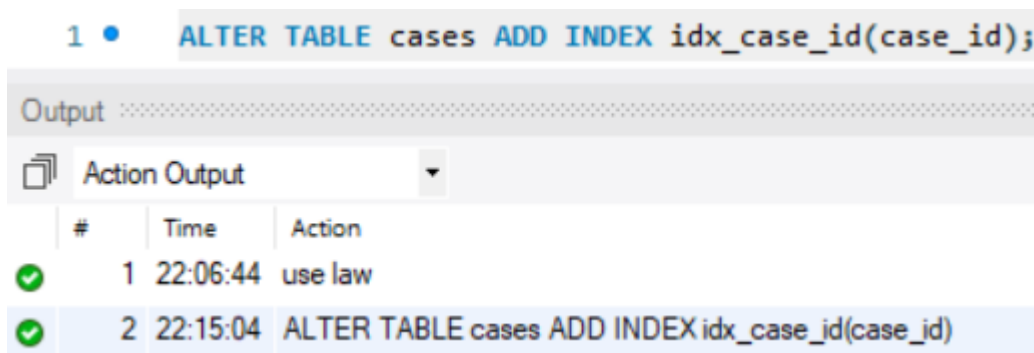 1 ALTER TABLE cases ADD INDEX idx_case_id(case_id);
Output
Action Output
# Time Action
1 22:06:44 use law
2 22:15:04 ALTER TABLE cases ADD INDEX idx_case_id(case_id)